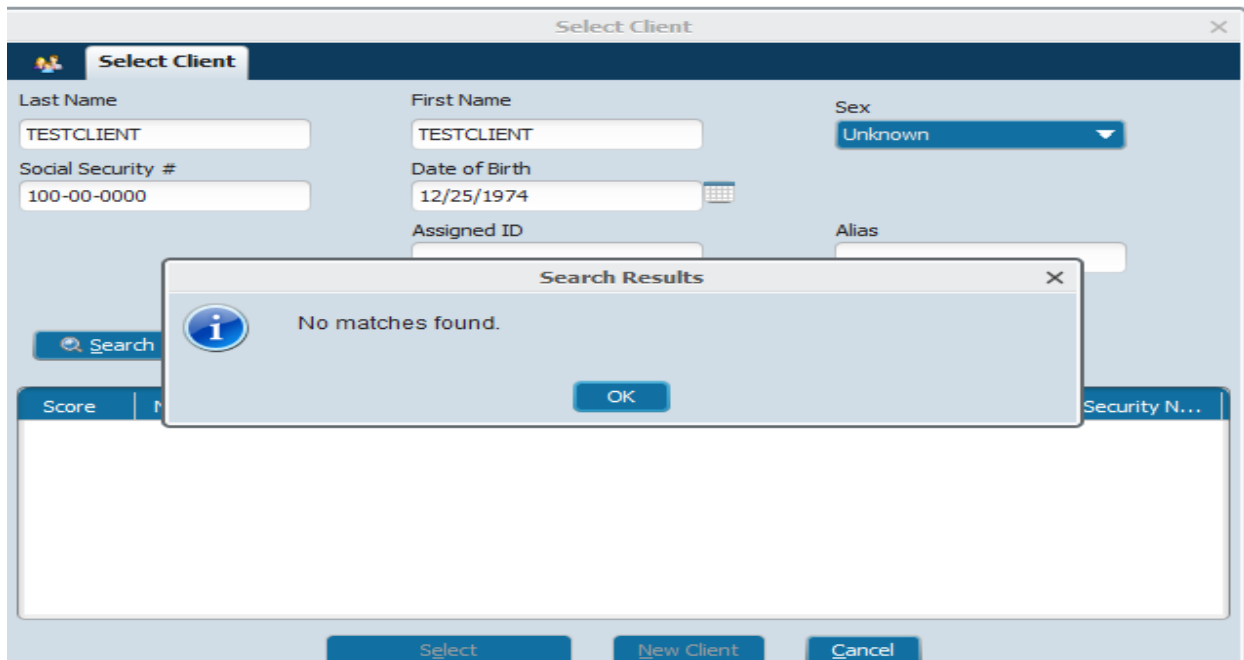 Select Client
Select Client
Last Name
First Name
Sex
TESTCLIENT
TESTCLIENT
Unknown
Social Security #
Date of Birth
100-00-0000
12/25/1974
Assigned ID
Alias
Search Results
No matches found.
Search
OK
Score
Security N...
Select
New Client
Cancel